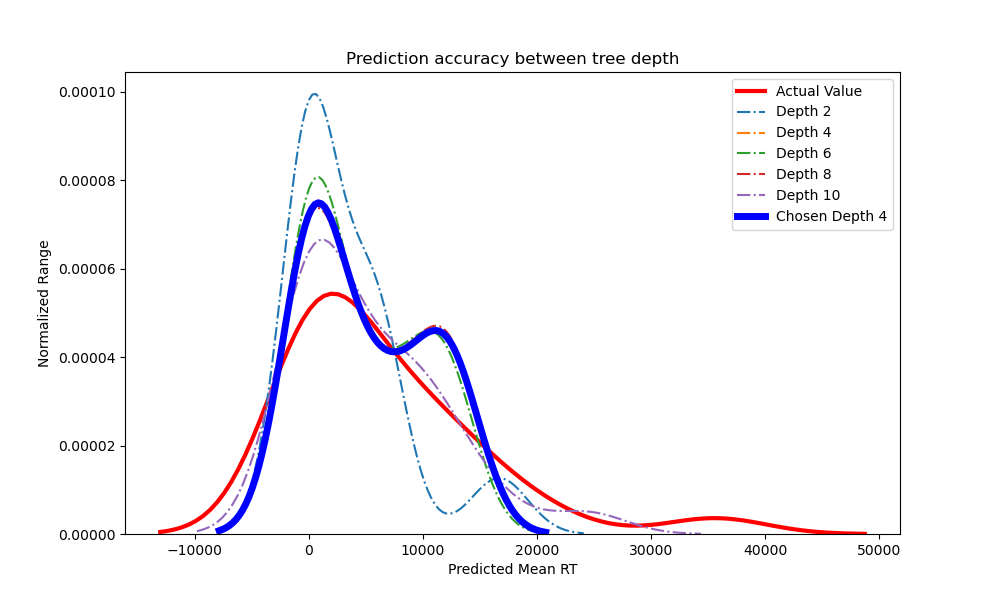 Prediction accuracy between tree depth
Normalized Range
0.00010
0.00008
0.00006
0.00004
0.00002
0.00000
Actual Value
Depth 2
Depth 4
Depth 6
Depth 8
Depth 10
Chosen Depth 4
−10000
0
10000
20000
30000
40000
50000
Predicted Mean RT